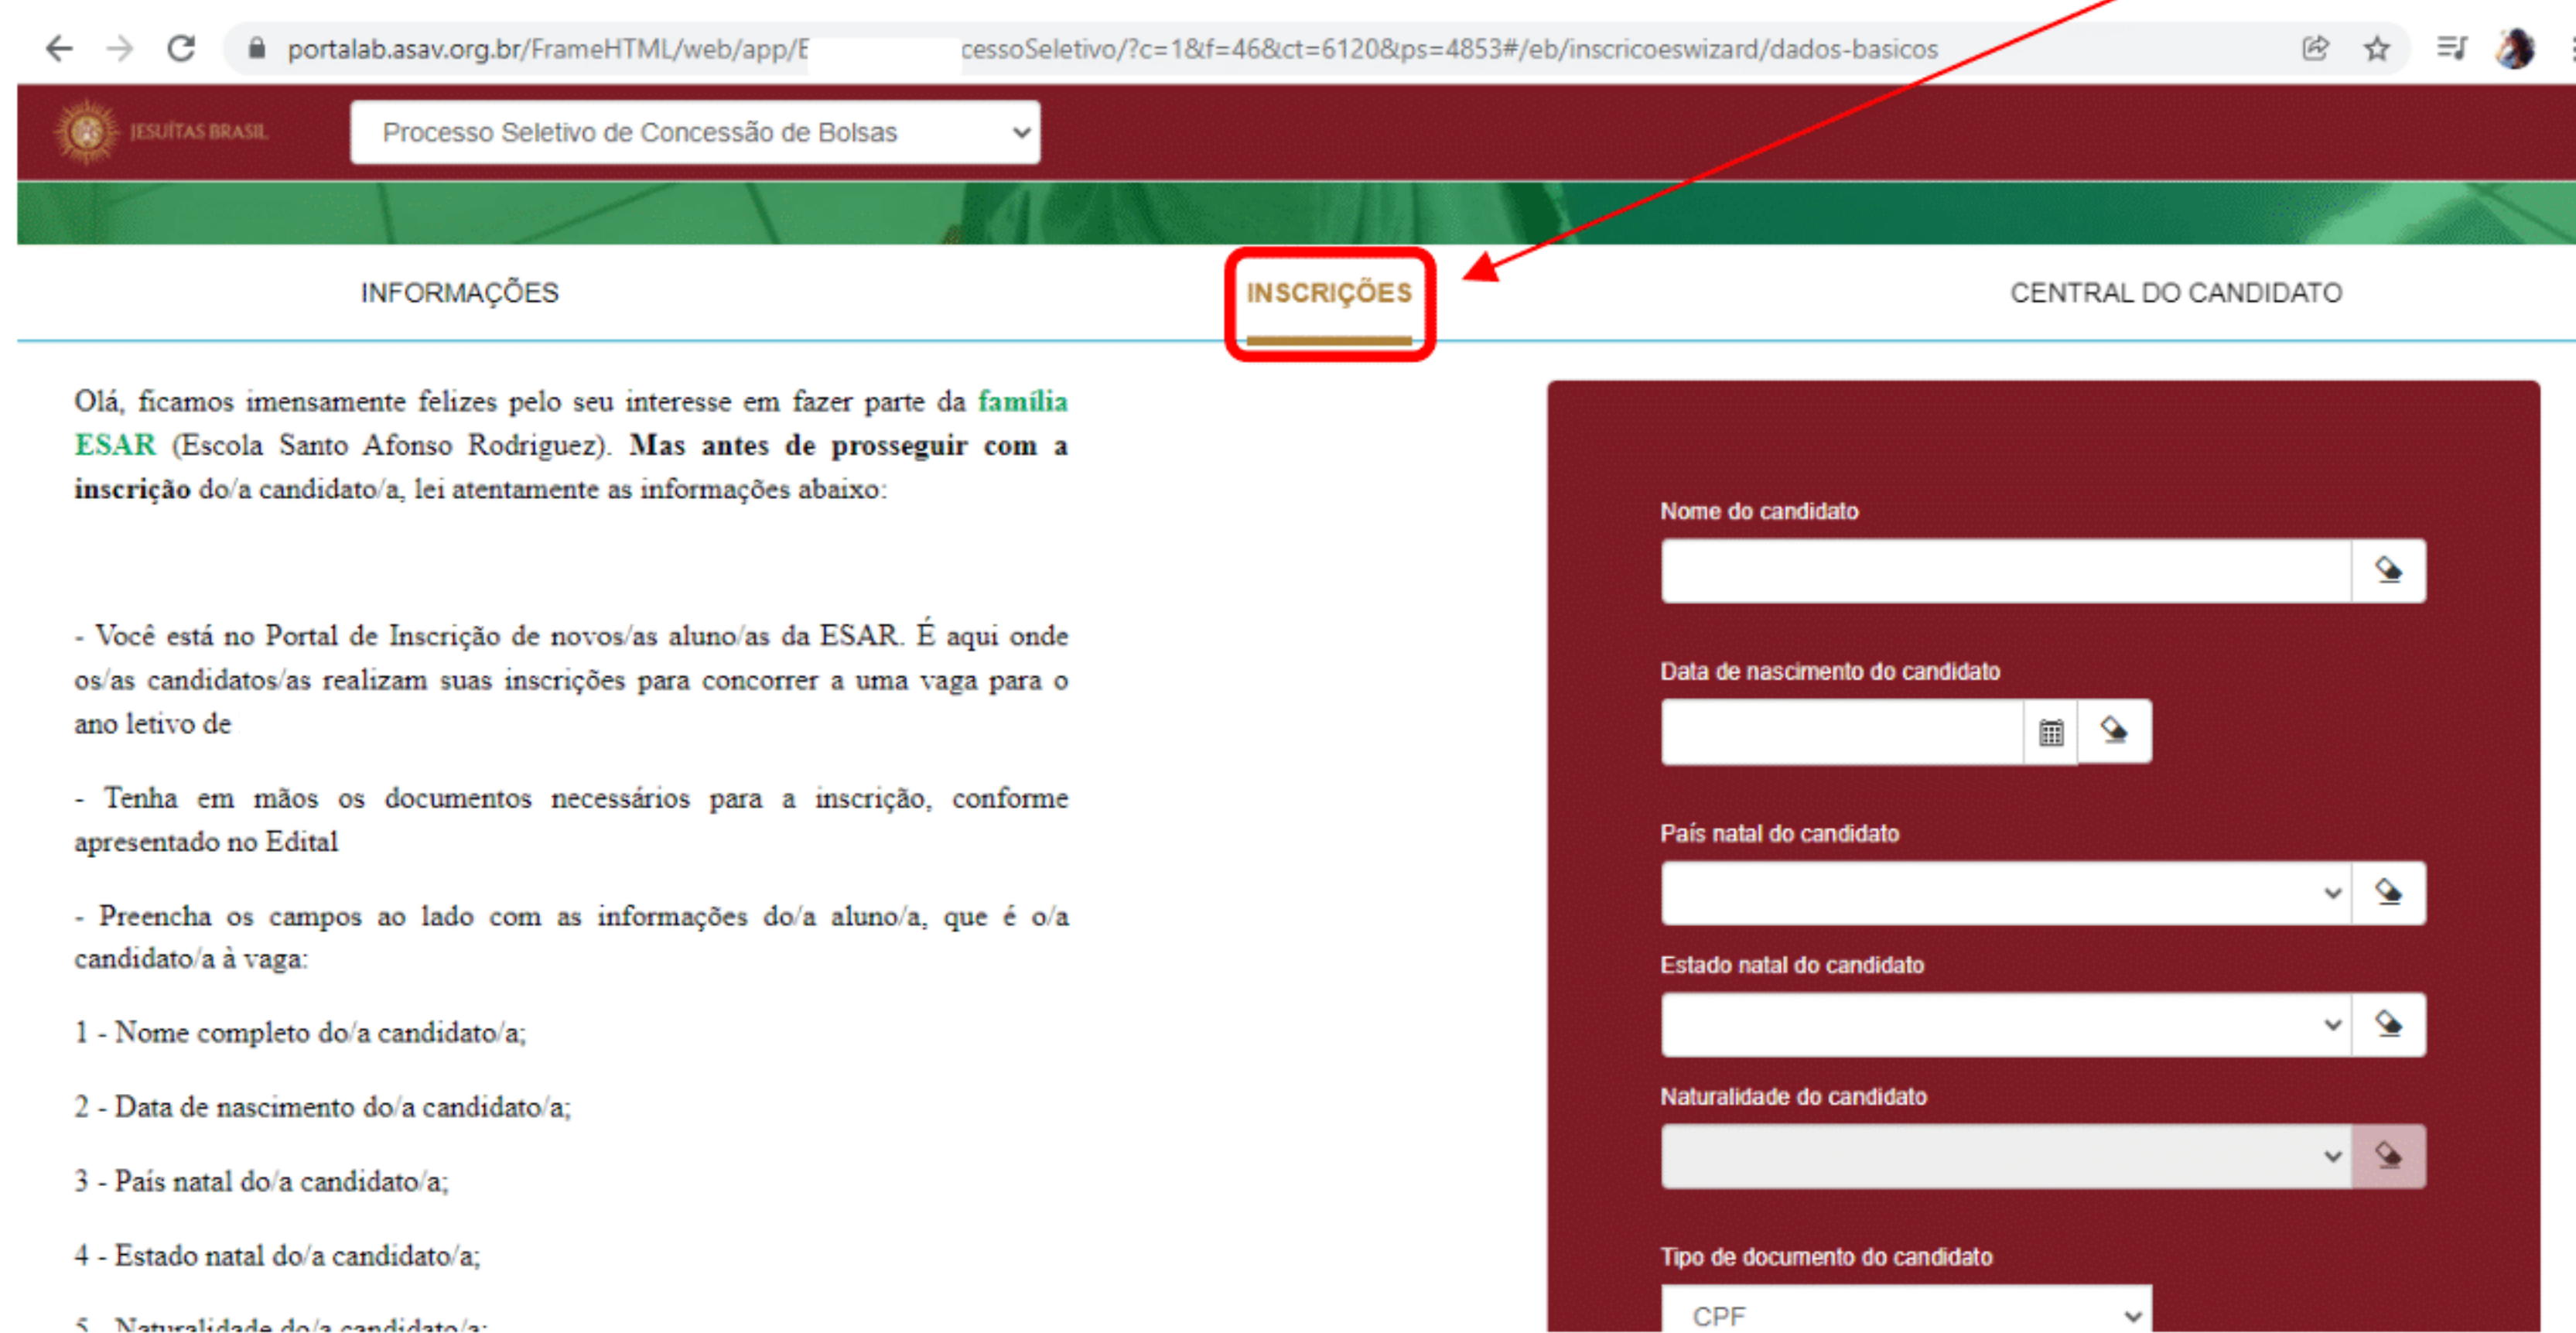 portalab.asav.org.br/FrameHTML/web/app/E cessoSeletivo/?c=1&f=46&ct=6120&ps=4853#/eb/inscricoeswizard/dados-basicos
JESUÍTAS BRASIL
Processo Seletivo de Concessão de Bolsas
INFORMAÇÕES
INSCRIÇÕES
CENTRAL DO CANDIDATO
Olá, ficamos imensamente felizes pelo seu interesse em fazer parte da família
ESAR (Escola Santo Afonso Rodriguez). Mas antes de prosseguir com a
inscrição do/a candidato/a, lei atentamente as informações abaixo:
- Você está no Portal de Inscrição de novos/as aluno/as da ESAR. É aqui onde
os/as candidatos/as realizam suas inscrições para concorrer a uma vaga para o
ano letivo de
- Tenha em mãos os documentos necessários para a inscrição, conforme
apresentado no Edital
- Preencha os campos ao lado com as informações do/a aluno/a, que é o/a
candidato/a à vaga:
1 - Nome completo do/a candidato/a;
2 - Data de nascimento do/a candidato/a;
3 - País natal do/a candidato/a;
4 - Estado natal do/a candidato/a;
5 - Naturalidade do/a candidato/a;
Nome do candidato
Data de nascimento do candidato
País natal do candidato
Estado natal do candidato
Naturalidade do candidato
Tipo de documento do candidato
CPF